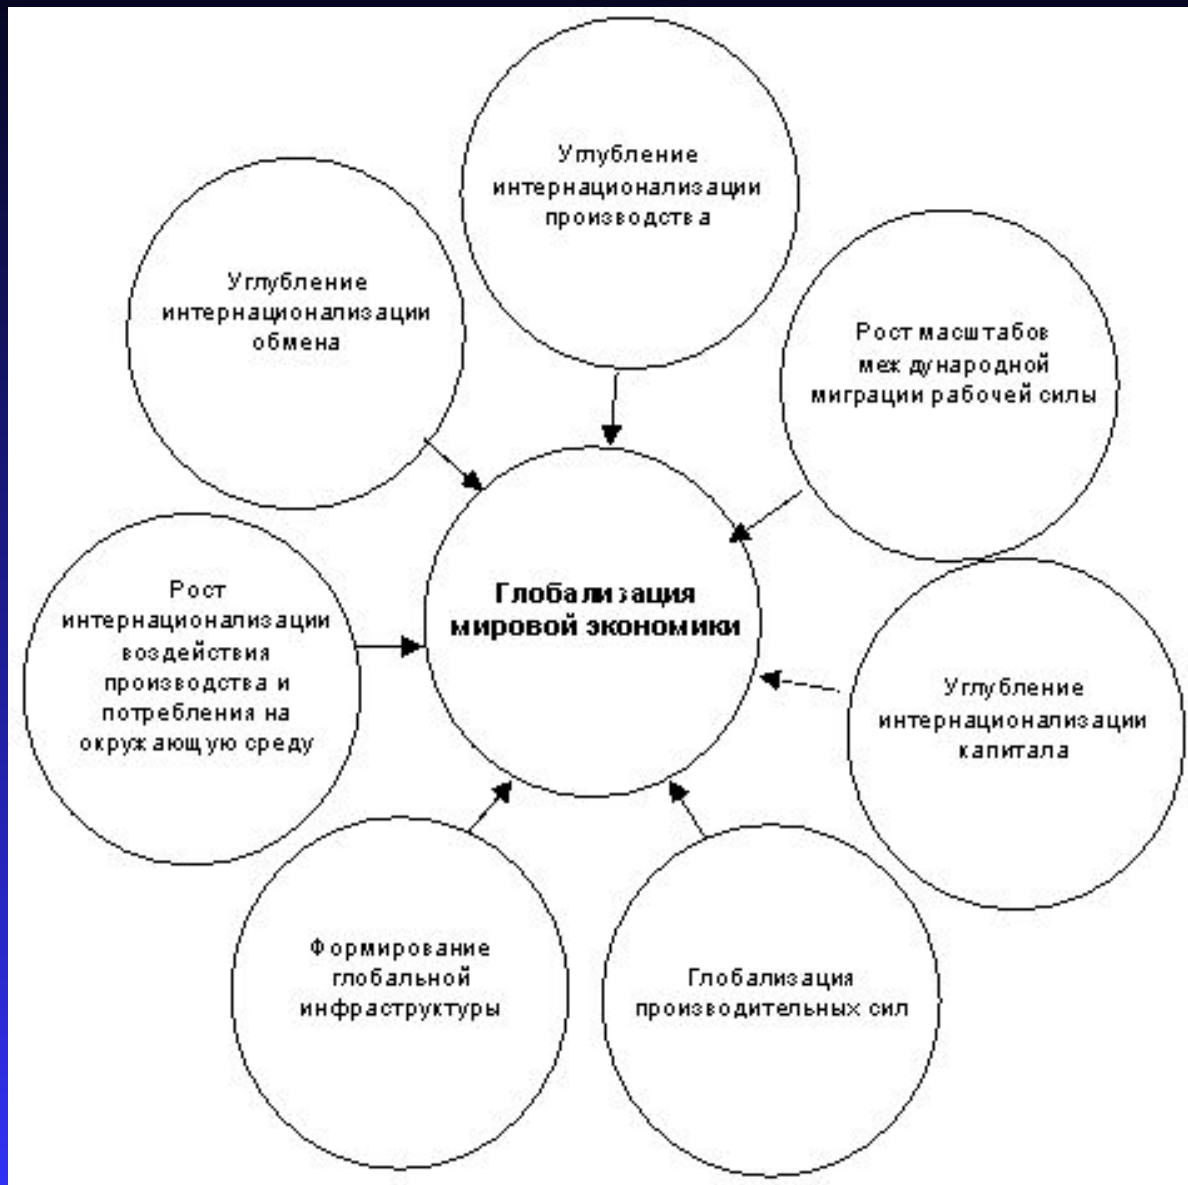 Углубление
интернационализации
производства
Углубление
интернационализации
обмена
Рост масштабов
международной
миграции рабочей силы
Глобализация
мировой экономики
Рост
интернационализации
воздействия
производства и
потребления на
окружающую среду
Углубление
интернационализации
капитала
Формирование
глобальной
инфраструктуры
Глобализация
производительных сил